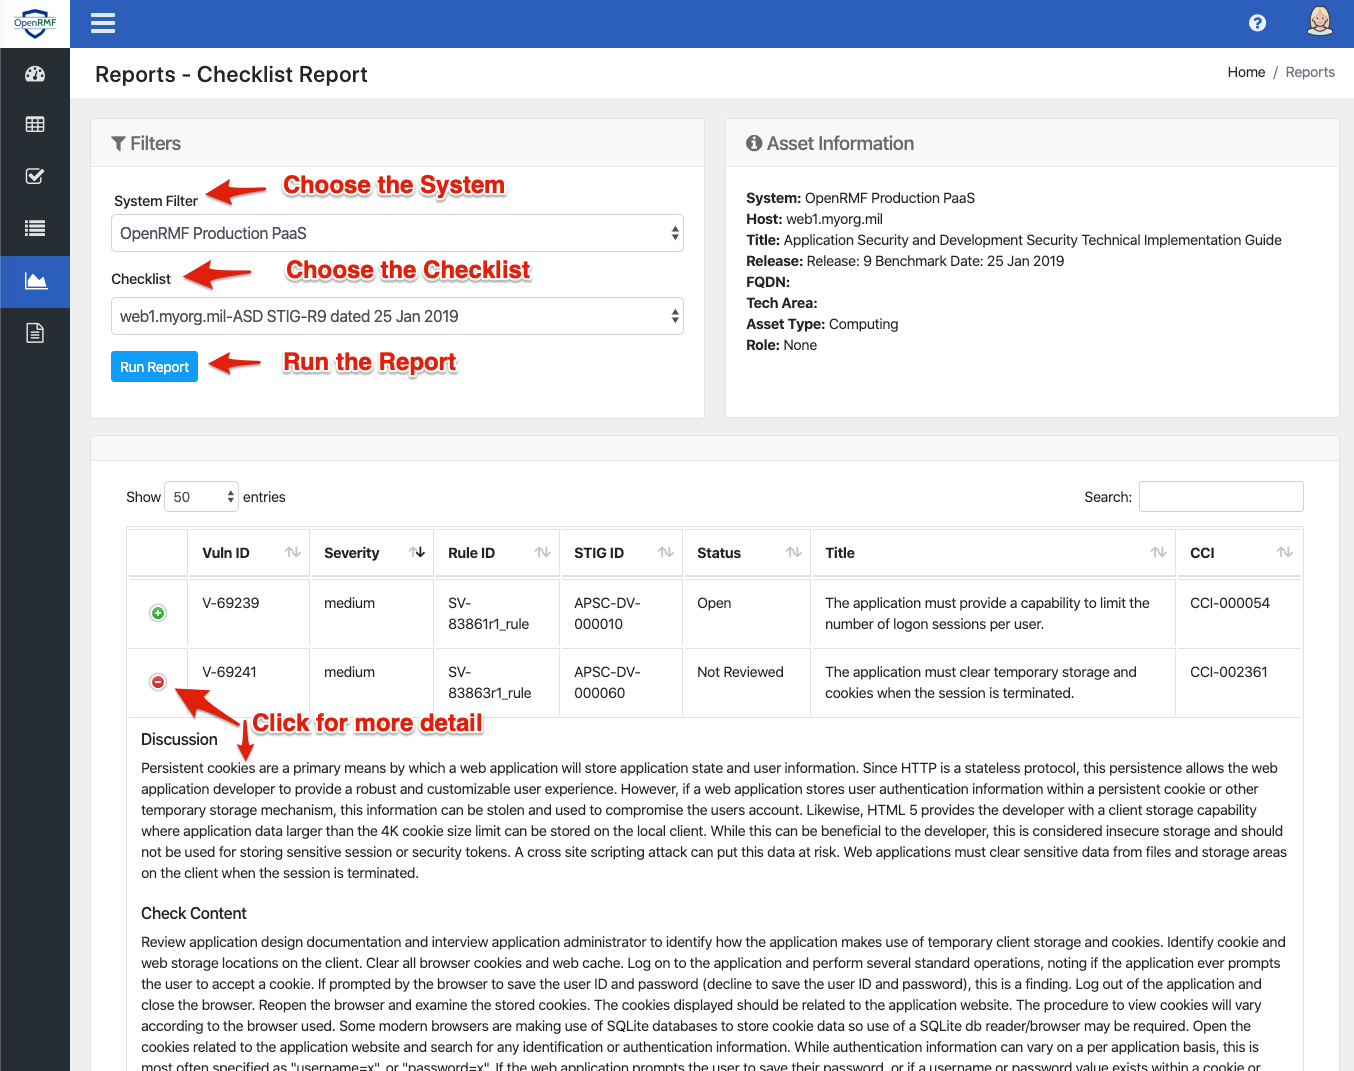 OpenRMF
Reports - Checklist Report
Home / Reports
Filters
Choose the System
System Filter
OpenRMF Production PaaS
Choose the Checklist
Checklist
web1.myorg.mil-ASD STIG-R9 dated 25 Jan 2019
Run Report
Run the Report
Asset Information
System: OpenRMF Production PaaS
Host: web1.myorg.mil
Title: Application Security and Development Security Technical Implementation Guide
Release: Release: 9 Benchmark Date: 25 Jan 2019
FQDN:
Tech Area:
Asset Type: Computing
Role: None
Show 50 entries
Search:
Vuln ID Severity Rule ID STIG ID Status Title CCI
V-69239 medium SV- APSC-DV- Open The application must provide a capability to limit the CCI-000054
83861r1_rule 000010 number of logon sessions per user.
V-69241 medium SV- APSC-DV- Not Reviewed The application must clear temporary storage and CCI-002361
83863r1_rule 000060 cookies when the session is terminated.
Click for more detail
Discussion
Persistent cookies are a primary means by which a web application will store application state and user information. Since HTTP is a stateless protocol, this persistence allows the web
application developer to provide a robust and customizable user experience. However, if a web application stores user authentication information within a persistent cookie or other
temporary storage mechanism, this information can be stolen and used to compromise the users account. Likewise, HTML 5 provides the developer with a client storage capability
where application data larger than the 4K cookie size limit can be stored on the local client. While this can be beneficial to the developer, this is considered insecure storage and should
not be used for storing sensitive session or security tokens. A cross site scripting attack can put this data at risk. Web applications must clear sensitive data from files and storage areas
on the client when the session is terminated.
Check Content
Review application design documentation and interview application administrator to identify how the application makes use of temporary client storage and cookies. Identify cookie and
web storage locations on the client. Clear all browser cookies and web cache. Log on to the application and perform several standard operations, noting if the application ever prompts
the user to accept a cookie. If prompted by the browser to save the user ID and password (decline to save the user ID and password), this is a finding. Log out of the application and
close the browser. Reopen the browser and examine the stored cookies. The cookies displayed should be related to the application website. The procedure to view cookies will vary
according to the browser used. Some modern browsers are making use of SQLite databases to store cookie data so use of a SQLite db reader/browser may be required. Open the
cookies related to the application website and search for any identification or authentication information. While authentication information can vary on a per application basis, this is
most often specified as "username=x", or "password=x". If the web application prompts the user to save their password, or if a username or password value exists within a cookie or